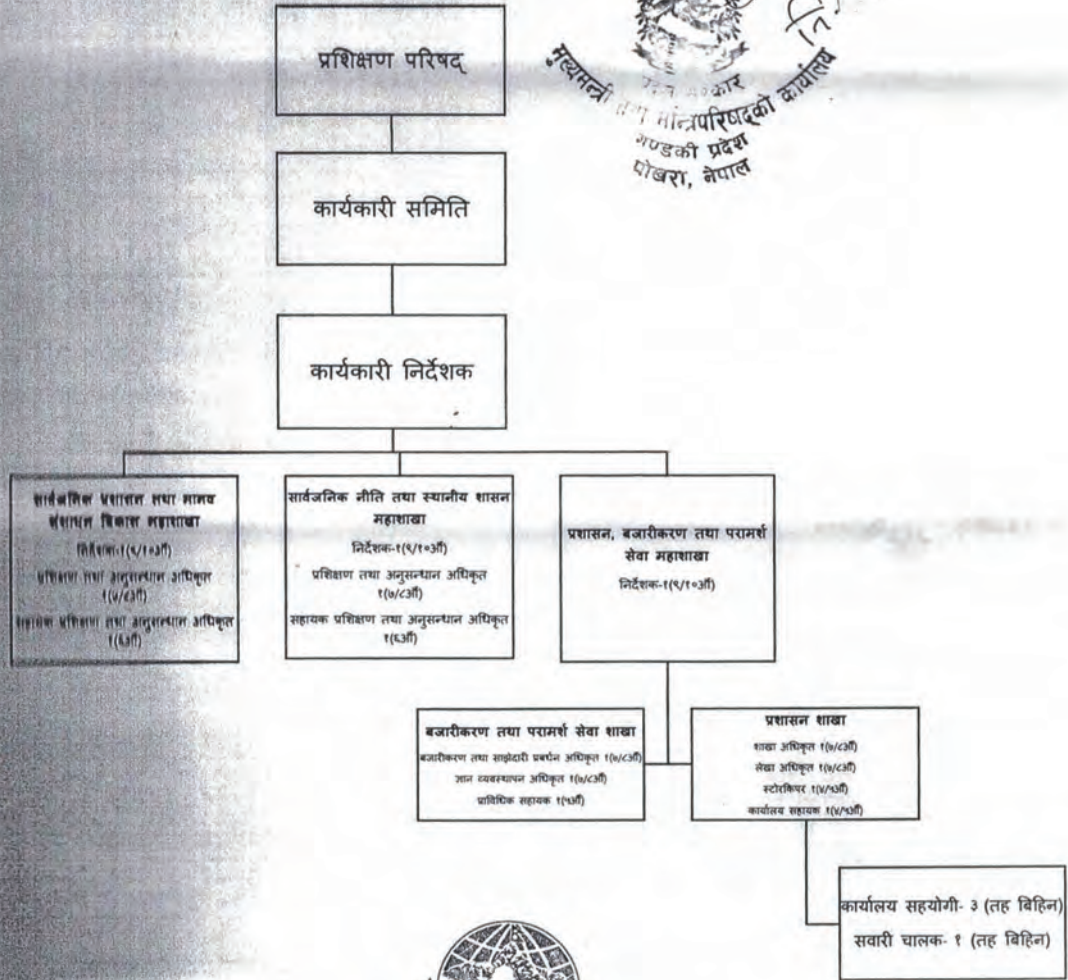 प्रशिक्षण परिषद्
मुख्यमन्त्री तथा मन्त्रिपरिषद्को कार्यालय
गण्डकी प्रदेश
पोखरा, नेपाल
कार्यकारी समिति
कार्यकारी निर्देशक
सार्वजनिक प्रशासन तथा मानव
संशाधन विकास महाशाखा
निर्देशक-१(९/१०औं)
प्रशिक्षण तथा अनुसन्धान अधिकृत
१(७/८औं)
सहायक प्रशिक्षण तथा अनुसन्धान अधिकृत
१(६औं)
सार्वजनिक नीति तथा स्थानीय शासन
महाशाखा
निर्देशक-१(९/१०औं)
प्रशिक्षण तथा अनुसन्धान अधिकृत
१(७/८औं)
सहायक प्रशिक्षण तथा अनुसन्धान अधिकृत
१(६औं)
प्रशासन, बजारीकरण तथा परामर्श
सेवा महाशाखा
निर्देशक-१(९/१०औं)
बजारीकरण तथा परामर्श सेवा शाखा
बजारीकरण तथा साझेदारी प्रबर्धन अधिकृत १(७/८औं)
ज्ञान व्यवस्थापन अधिकृत १(७/८औं)
प्राविधिक सहायक १(५औं)
प्रशासन शाखा
शाखा अधिकृत १(७/८औं)
लेखा अधिकृत १(७/८औं)
स्टोरकिपर १(४/५औं)
कार्यालय सहायक १(४/५औं)
कार्यालय सहयोगी- ३ (तह बिहिन)
सवारी चालक- १ (तह बिहिन)